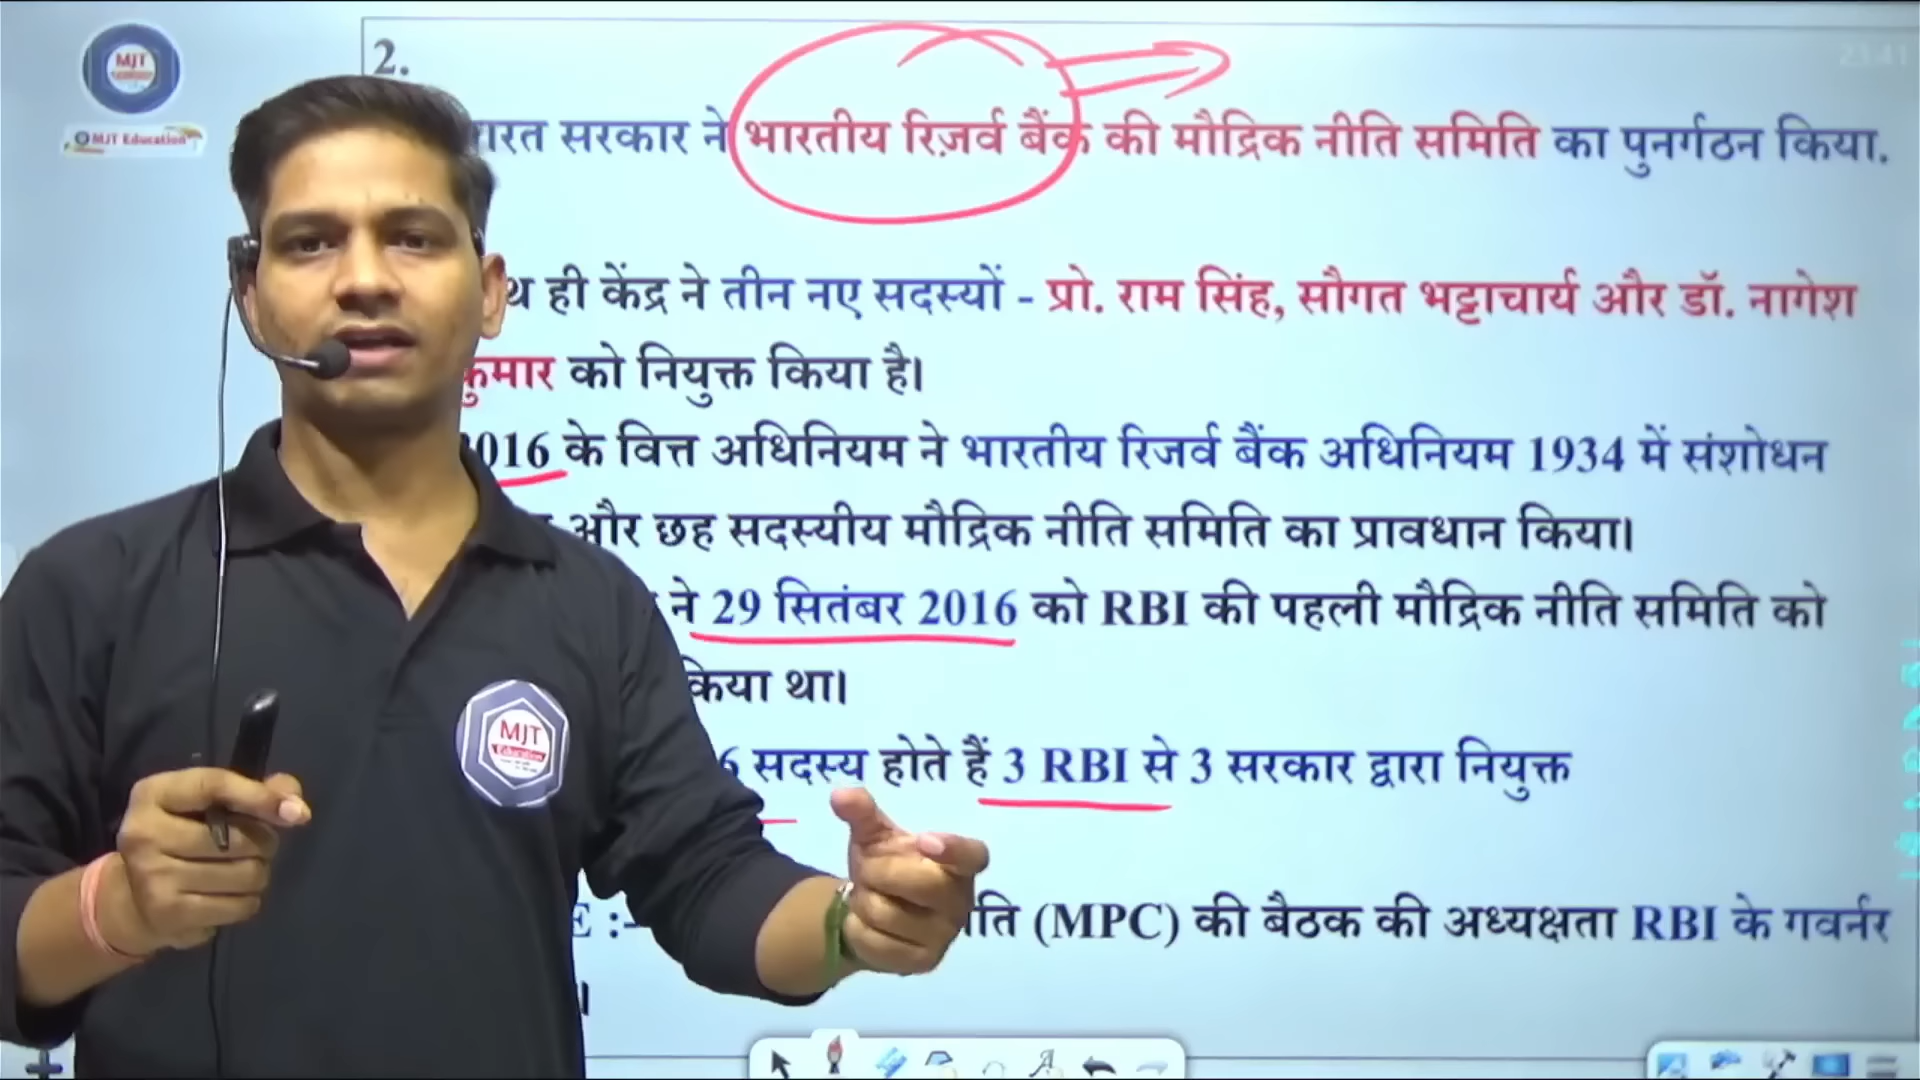 MJT
MJT Education
2.
सरकार ने भारतीय रिज़र्व बैंक की मौद्रिक नीति समिति का पुनर्गठन किया.
ही केंद्र ने तीन नए सदस्यों - प्रो. राम सिंह, सौगत भट्टाचार्य और डॉ. नागेश
कुमार को नियुक्त किया है।
2016 के वित्त अधिनियम ने भारतीय रिजर्व बैंक अधिनियम 1934 में संशोधन
और छह सदस्यीय मौद्रिक नीति समिति का प्रावधान किया।
ने 29 सितंबर 2016 को RBI की पहली मौद्रिक नीति समिति को
किया था।
6 सदस्य होते हैं 3 RBI से 3 सरकार द्वारा नियुक्त
(MPC) की बैठक की अध्यक्षता RBI के गवर्नर
MJT
Education